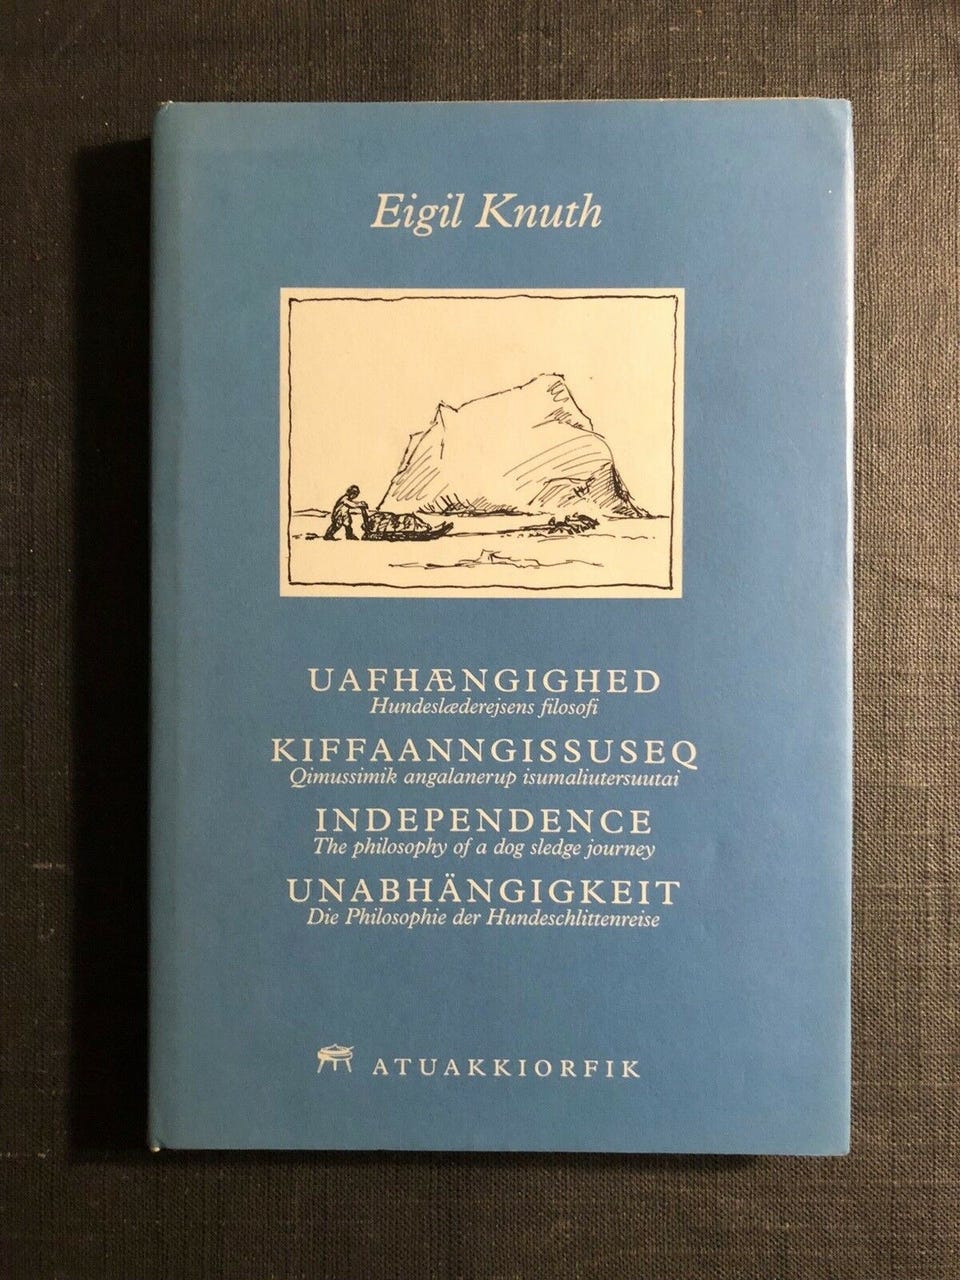 Eigil Knuth
UAFHÆNGIGHED
Hundeslæderejsens filosofi
KIFFAANNGISSUSEQ
Qimussimik angalanerup isumaliutersuutai
INDEPENDENCE
The philosophy of a dog sledge journey
UNABHÄNGIGKEIT
Die Philosophie der Hundeschlittenreise
ATUAKKIORFIK